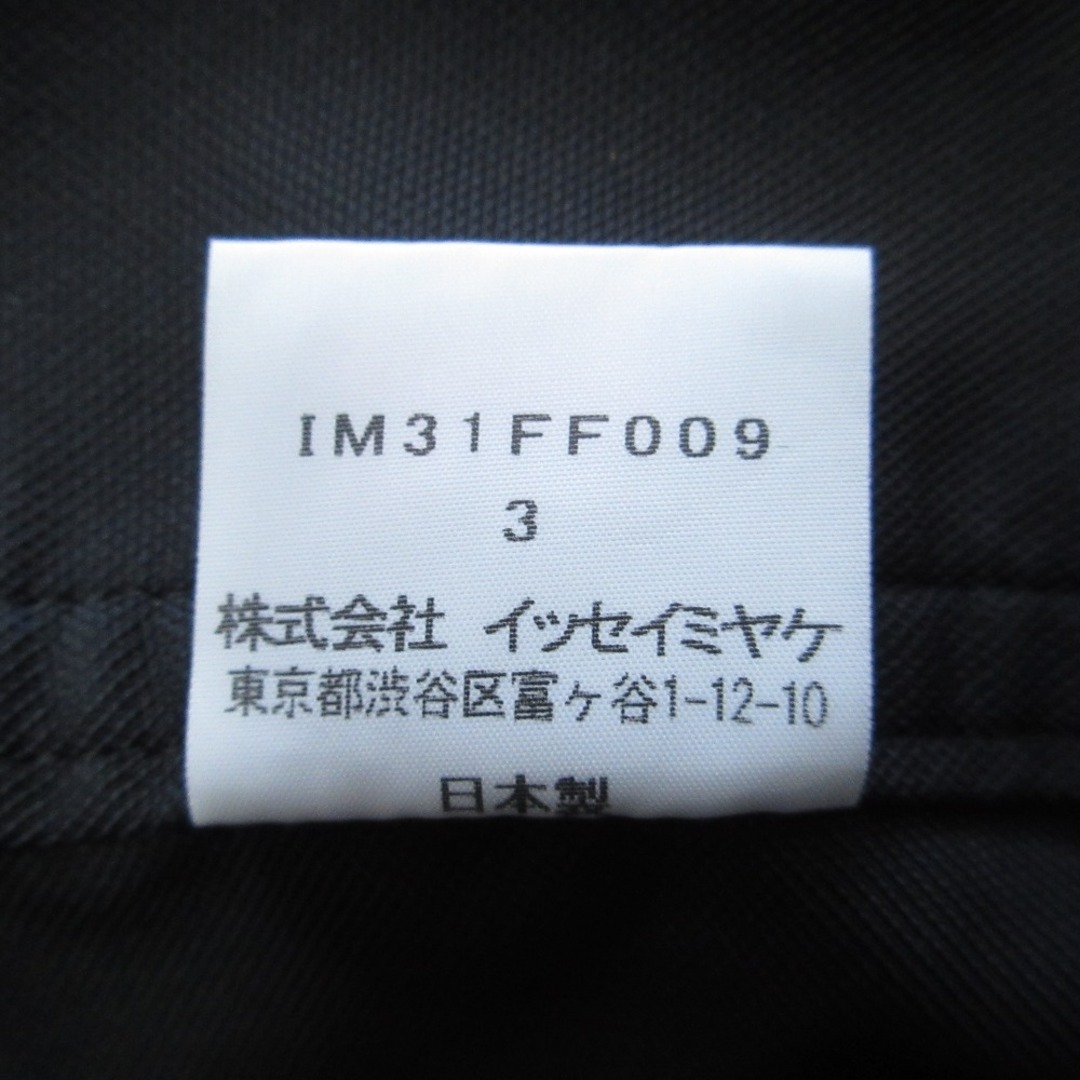 IM31FF009
3
株式会社 イッセイミヤケ
東京都渋谷区富ヶ谷1-12-10
日本製